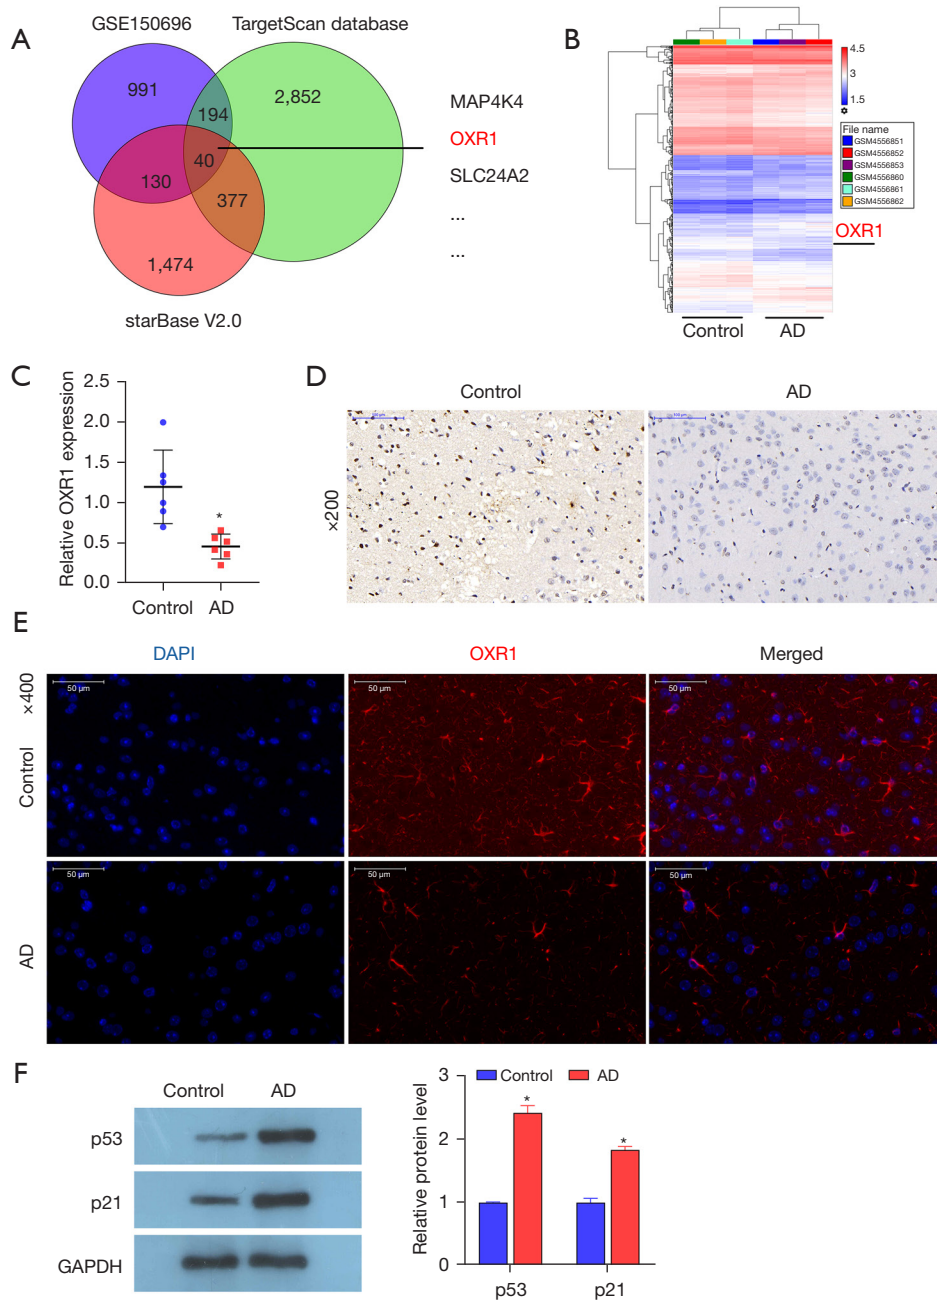 A
GSE150696
TargetScan database
991
194
2,852
40
130
377
1,474
starBase V2.0
MAP4K4
OXR1
SLC24A2
...
...
B
4.5
3
1.5
File name
GSM4556851
GSM4556852
GSM4556853
GSM4556860
GSM4556861
GSM4556862
OXR1
Control
AD
C
Relative OXR1 expression
2.5
2.0
1.5
1.0
0.5
0.0
*
Control
AD
D
Control
AD
×200
E
DAPI
OXR1
Merged
×400
Control
50 µm
50 µm
50 µm
AD
50 µm
50 µm
50 µm
F
Control
AD
p53
p21
GAPDH
Control
AD
Relative protein level
3
2
1
0
*
*
p53
p21